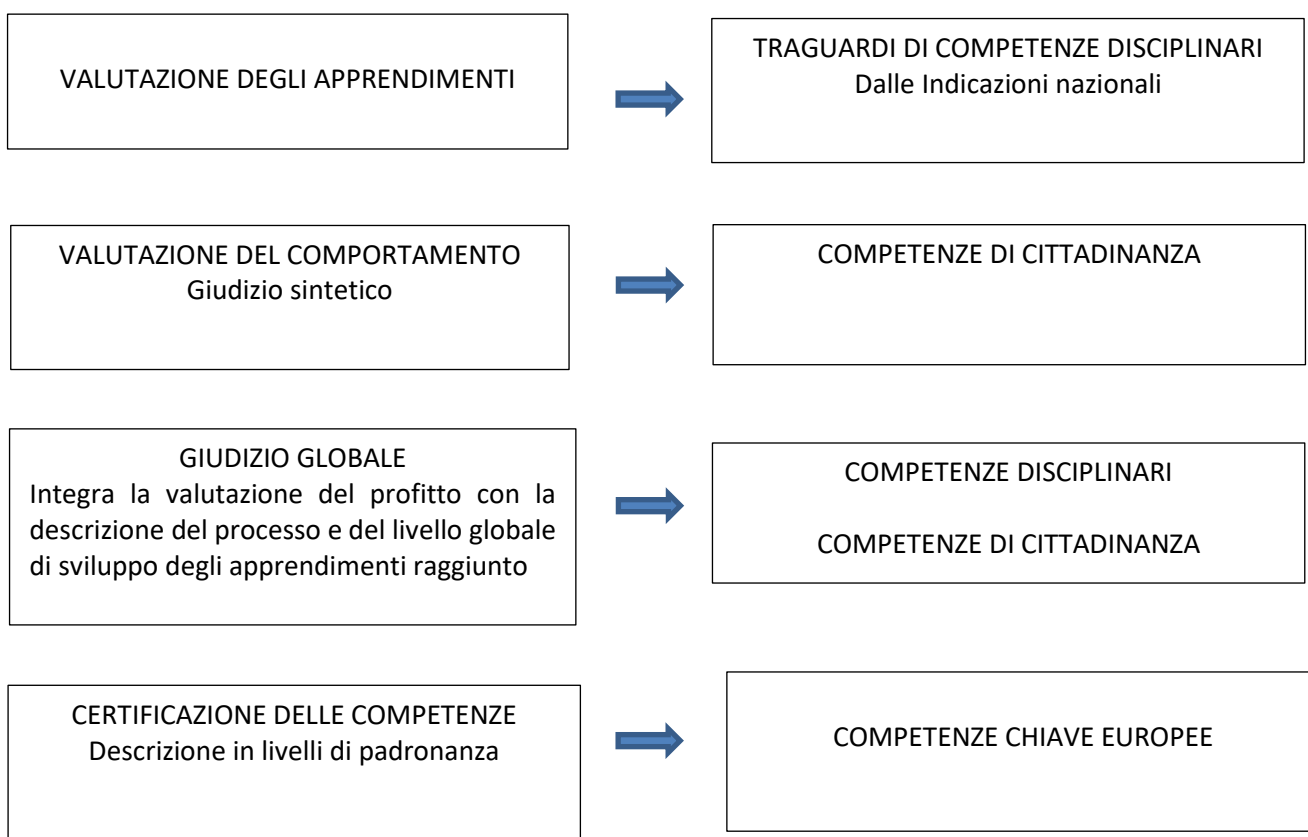 VALUTAZIONE DEGLI APPRENDIMENTI
TRAGUARDI DI COMPETENZE DISCIPLINARI
Dalle Indicazioni nazionali
VALUTAZIONE DEL COMPORTAMENTO
Giudizio sintetico
COMPETENZE DI CITTADINANZA
GIUDIZIO GLOBALE
Integra la valutazione del profitto con la
descrizione del processo e del livello globale
di sviluppo degli apprendimenti raggiunto
COMPETENZE DISCIPLINARI
COMPETENZE DI CITTADINANZA
CERTIFICAZIONE DELLE COMPETENZE
Descrizione in livelli di padronanza
COMPETENZE CHIAVE EUROPEE